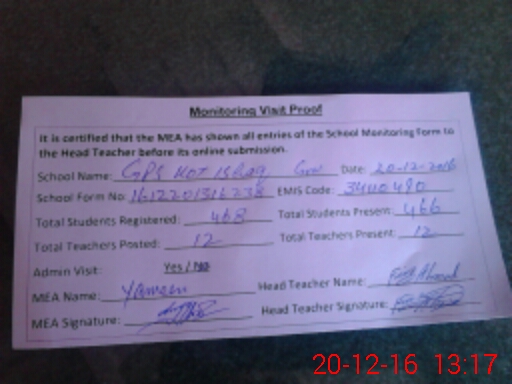 Monitoring Visit Proof
It is certified that the MEA has shown all entries of the School Monitoring Form to
the Head Teacher before its online submission.
School Name: GPS KOT Ishaq Date: 20-12-2016
School Form No: EMIS Code:
Total Students Registered: 468 Total Students Present: 466
Total Teachers Posted: 12 Total Teachers Present: 12
Admin Visit: Yes / No
MEA Name: Head Teacher Name: Ahmad
MEA Signature: Head Teacher Signature:
20-12-16 13:17